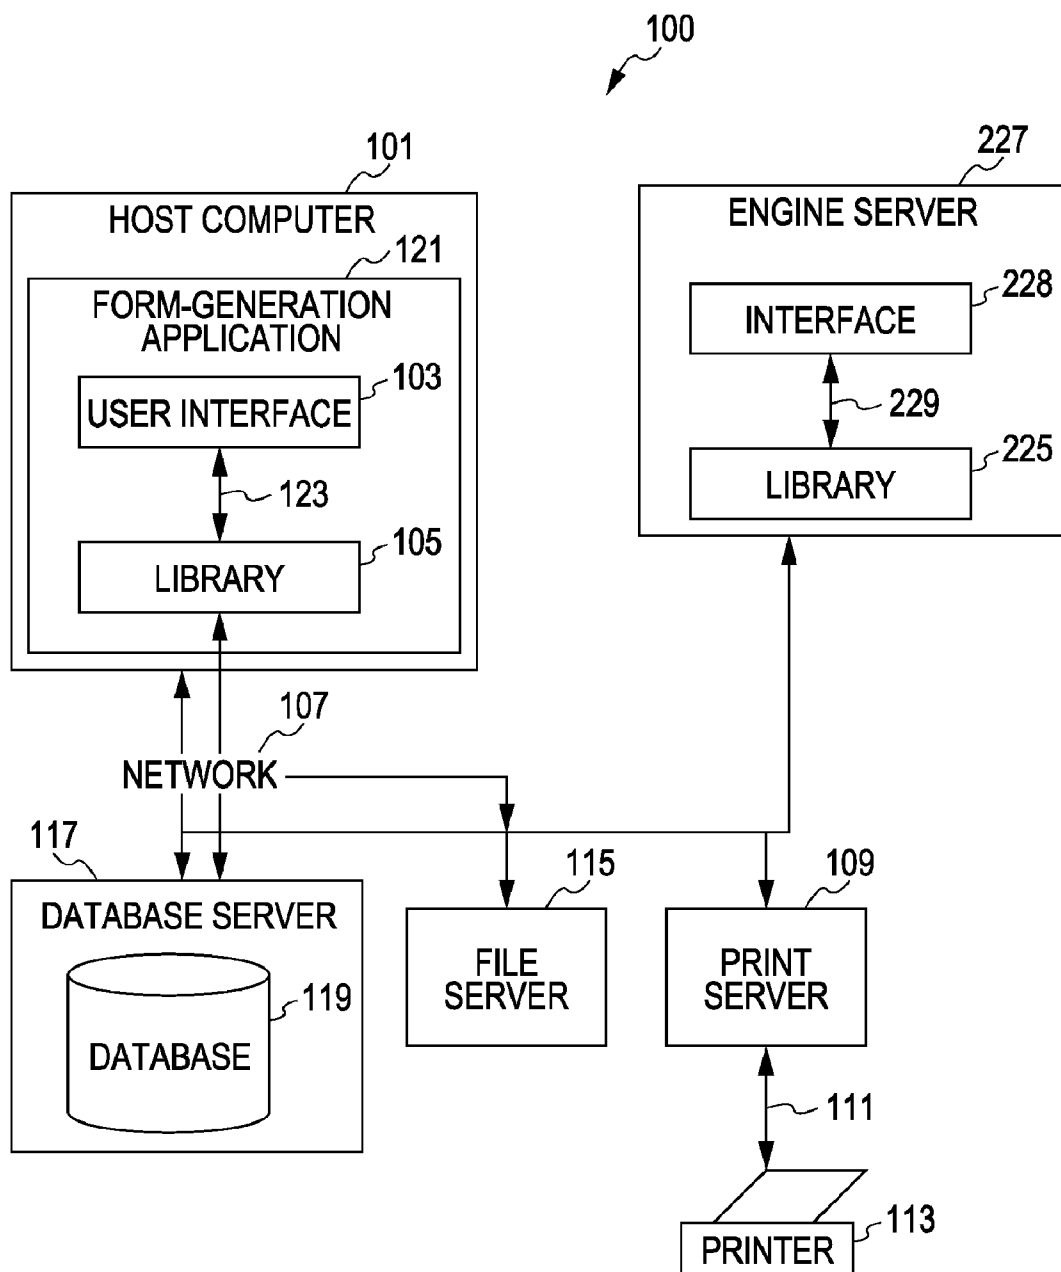 100
101
HOST COMPUTER
121
FORM-GENERATION
APPLICATION
103
USER INTERFACE
123
105
LIBRARY
227
ENGINE SERVER
228
INTERFACE
229
225
LIBRARY
107
NETWORK
117
DATABASE SERVER
119
DATABASE
115
FILE
SERVER
109
PRINT
SERVER
111
113
PRINTER